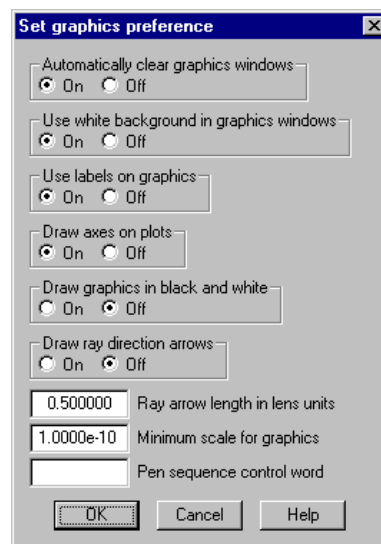 Set graphics preference
Automatically clear graphics windows
On Off
Use white background in graphics windows
On Off
Use labels on graphics
On Off
Draw axes on plots
On Off
Draw graphics in black and white
On Off
Draw ray direction arrows
On Off
0.500000 Ray arrow length in lens units
1.0000e-10 Minimum scale for graphics
Pen sequence control word
OK Cancel Help